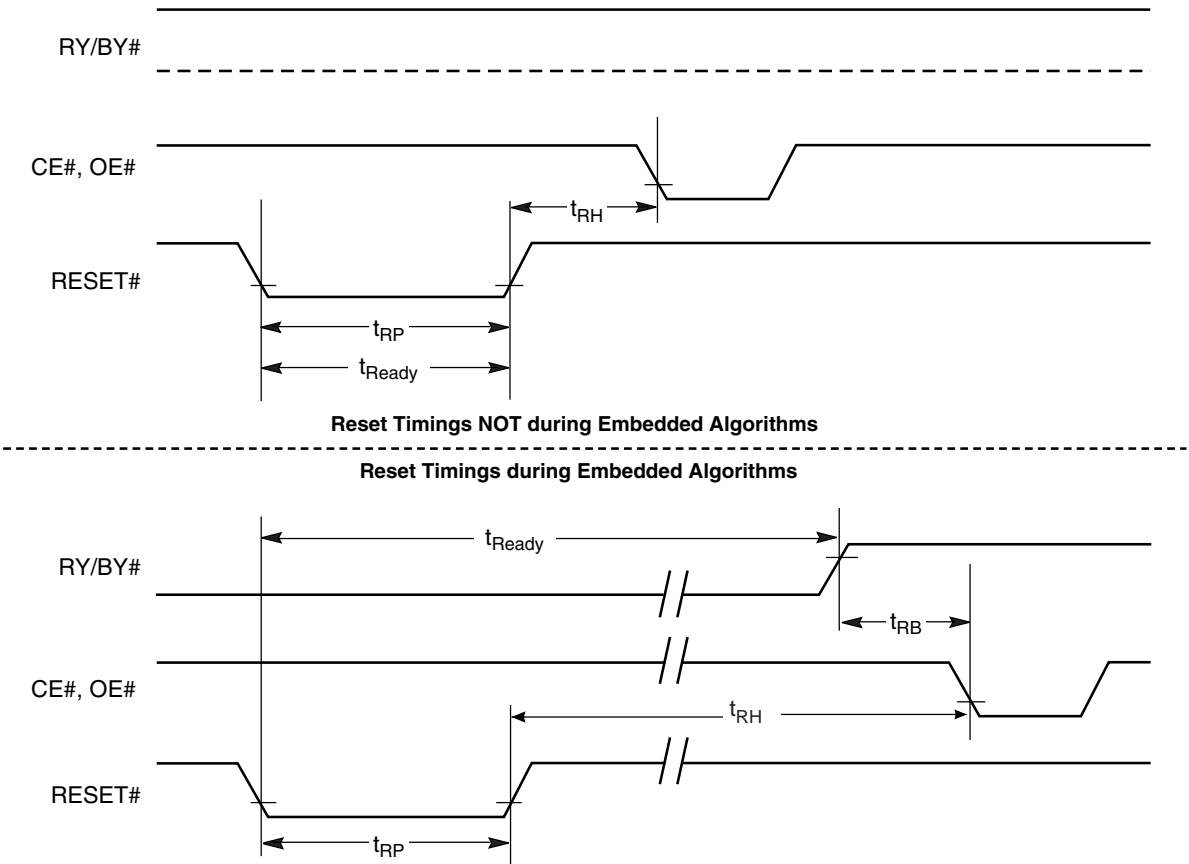 RY/BY#
CE#, OE#
tRH
RESET#
tRP
tReady
Reset Timings NOT during Embedded Algorithms
Reset Timings during Embedded Algorithms
tReady
RY/BY#
tRB
CE#, OE#
tRH
RESET#
tRP